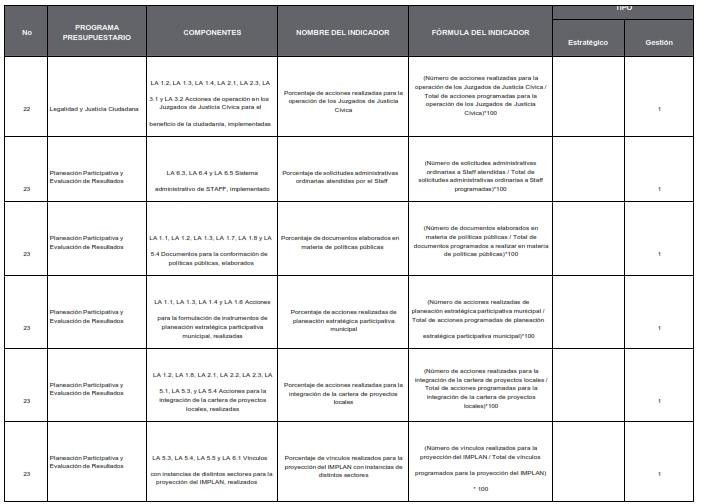 TIPO
No
PROGRAMA
PRESUPUESTARIO
COMPONENTES
NOMBRE DEL INDICADOR
FÓRMULA DEL INDICADOR
Estratégico
Gestión
22
Legalidad y Justicia Ciudadana
LA 1.2, LA 1.3, LA 1.4, LA 2.1, LA 2.3, LA
3.1 y LA 3.2 Acciones de operación en los
Juzgados de Justicia Cívica para el
beneficio de la ciudadanía, implementadas
Porcentaje de acciones realizadas para la
operación de los Juzgados de Justicia
Cívica
(Número de acciones realizadas para la
operación de los Juzgados de Justicia Cívica /
Total de acciones programadas para la
operación de los Juzgados de Justicia
Cívica)*100
1
23
Planeación Participativa y
Evaluación de Resultados
LA 6.3, LA 6.4 y LA 6.5 Sistema
administrativo de STAFF, implementado
Porcentaje de solicitudes administrativas
ordinarias atendidas por el Staff
(Número de solicitudes administrativas
ordinarias a Staff atendidas / Total de
solicitudes administrativas ordinarias a Staff
programadas)*100
1
23
Planeación Participativa y
Evaluación de Resultados
LA 1.1, LA 1.2, LA 1.3, LA 1.7, LA 1.8 y LA
5.4 Documentos para la conformación de
políticas públicas, elaborados
Porcentaje de documentos elaborados en
materia de políticas públicas
(Número de documentos elaborados en
materia de políticas públicas / Total de
documentos programados a realizar en materia
de políticas públicas)*100
1
23
Planeación Participativa y
Evaluación de Resultados
LA 1.1, LA 1.3, LA 1.4 y LA 1.6 Acciones
para la formulación de instrumentos de
planeación estratégica participativa
municipal, realizadas
Porcentaje de acciones realizadas de
planeación estratégica participativa
municipal
(Número de acciones realizadas de
planeación estratégica participativa municipal /
Total de acciones programadas de planeación
estratégica participativa municipal)*100
1
23
Planeación Participativa y
Evaluación de Resultados
LA 1.2, LA 1.8, LA 2.1, LA 2.2, LA 2.3, LA
5.1, LA 5.3, y LA 5.4 Acciones para la
integración de la cartera de proyectos
locales, realizadas
Porcentaje de acciones realizadas para la
integración de la cartera de proyectos
locales
(Número de acciones realizadas para la
integración de la cartera de proyectos locales /
Total de acciones programadas para la
integración de la cartera de proyectos
locales)*100
1
23
Planeación Participativa y
Evaluación de Resultados
LA 5.3, LA 5.4, LA 5.5 y LA 6.1 Vínculos
con instancias de distintos sectores para la
proyección del IMPLAN, realizados
Porcentaje de vínculos realizados para la
proyección del IMPLAN con instancias de
distintos sectores
(Número de vínculos realizados para la
proyección del IMPLAN / Total de vínculos
programados para la proyección del IMPLAN)
* 100
1